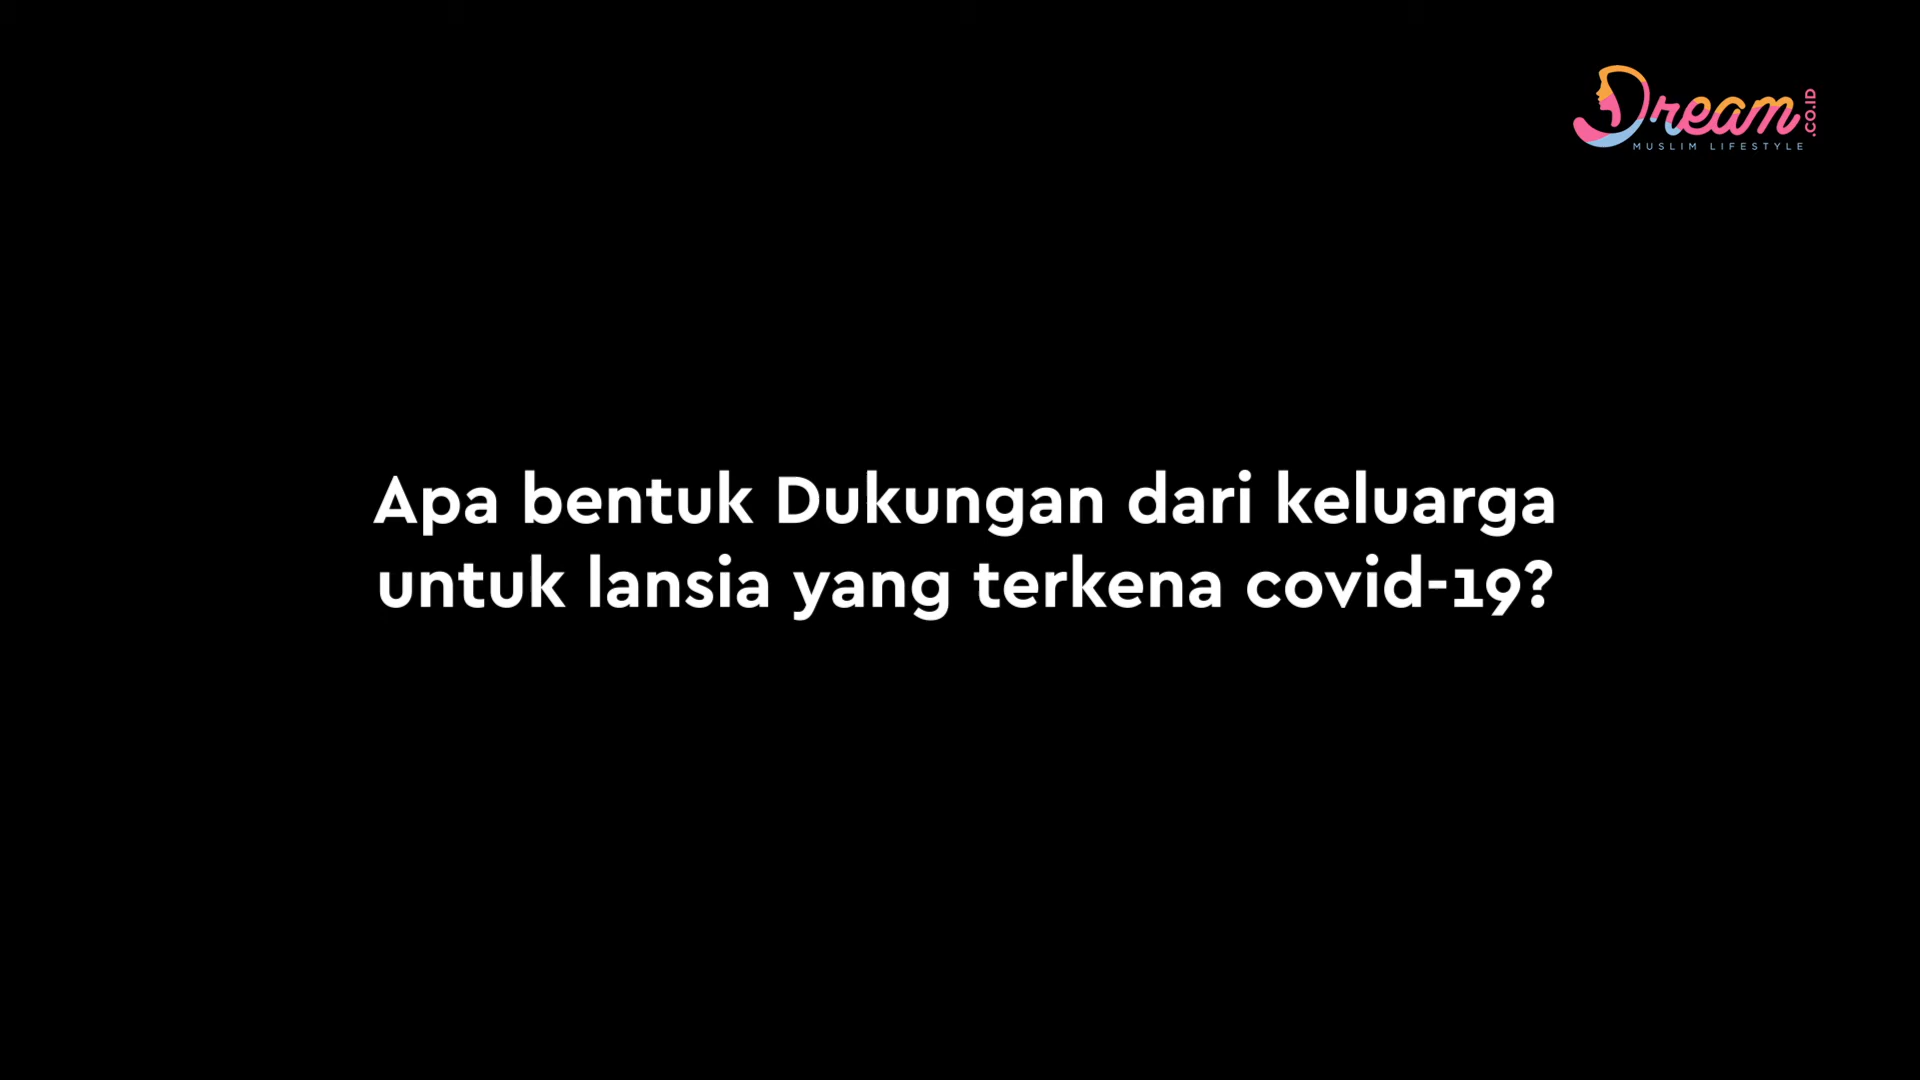 Dream.CO.ID
MUSLIM LIFESTYLE
Apa bentuk Dukungan dari keluarga
untuk lansia yang terkena covid-19?